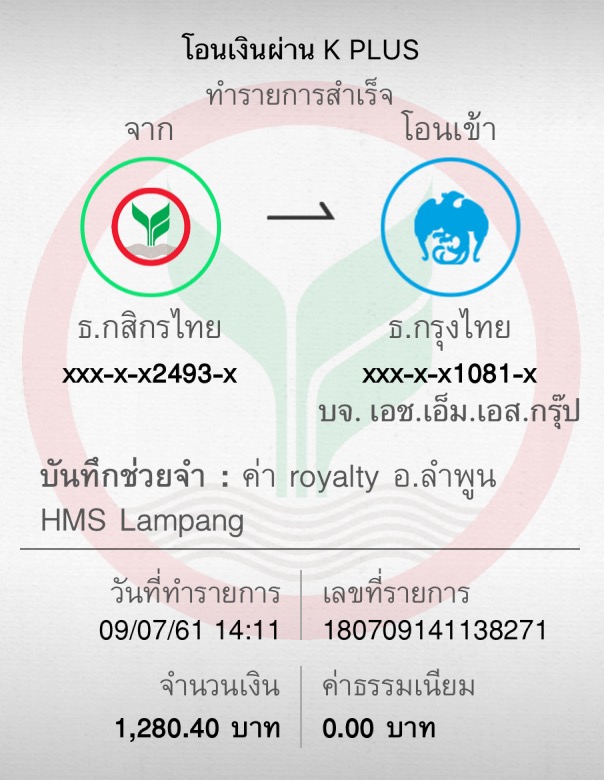 โอนเงินผ่าน K PLUS
ทำรายการสำเร็จ
จาก โอนเข้า
ธ.กสิกรไทย ธ.กรุงไทย
xxx-x-x2493-x xxx-x-x1081-x
บจ. เอช.เอ็ม.เอส.กรุ๊ป
บันทึกช่วยจำ : ค่า royalty อ.ลำพูน
HMS Lampang
วันที่ทำรายการ เลขที่รายการ
09/07/61 14:11 180709141138271
จำนวนเงิน ค่าธรรมเนียม
1,280.40 บาท 0.00 บาท